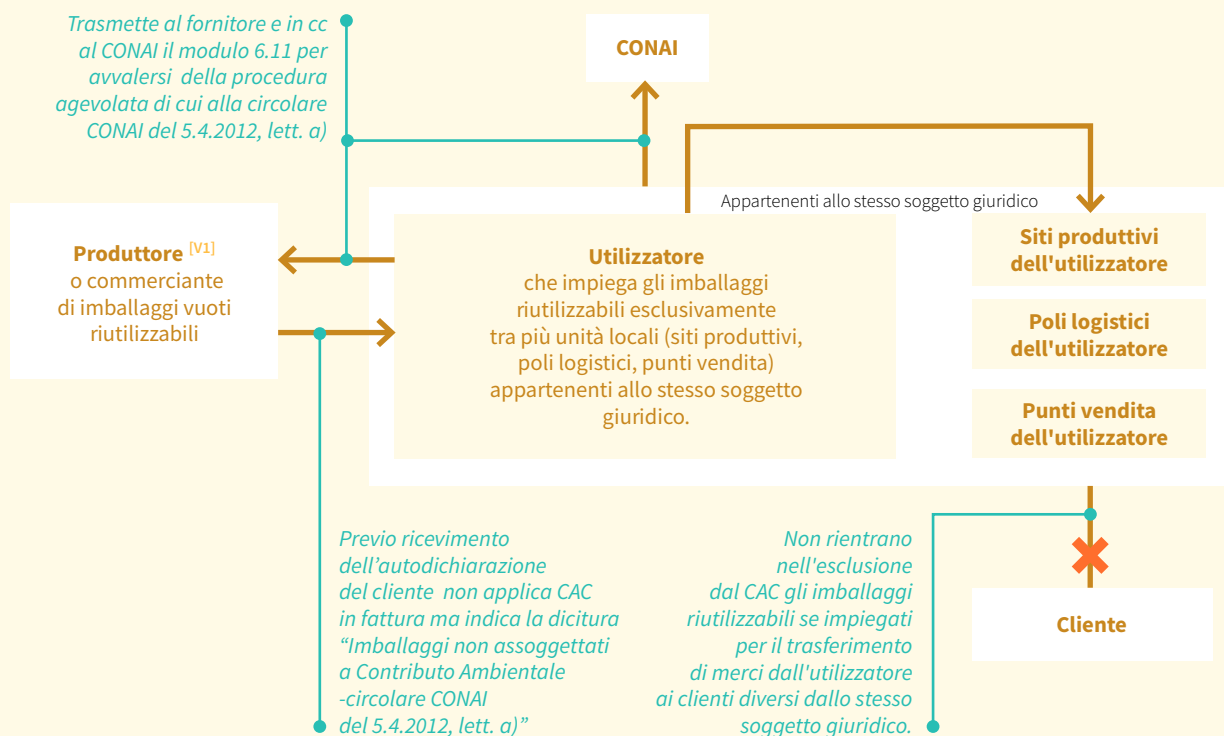 Trasmette al fornitore e in cc
al CONAI il modulo 6.11 per
avvalersi della procedura
agevolata di cui alla circolare
CONAI del 5.4.2012, lett. a)
CONAI
Appartenenti allo stesso soggetto giuridico
Produttore [V1]
o commerciante
di imballaggi vuoti
riutilizzabili
Utilizzatore
che impiega gli imballaggi
riutilizzabili esclusivamente
tra più unità locali (siti produttivi,
poli logistici, punti vendita)
appartenenti allo stesso soggetto
giuridico.
Siti produttivi
dell'utilizzatore
Poli logistici
dell'utilizzatore
Punti vendita
dell'utilizzatore
Previo ricevimento
dell’autodichiarazione
del cliente non applica CAC
in fattura ma indica la dicitura
“Imballaggi non assoggettati
a Contributo Ambientale
-circolare CONAI
del 5.4.2012, lett. a)”
Non rientrano
nell'esclusione
dal CAC gli imballaggi
riutilizzabili se impiegati
per il trasferimento
di merci dall'utilizzatore
ai clienti diversi dallo stesso
soggetto giuridico.
Cliente